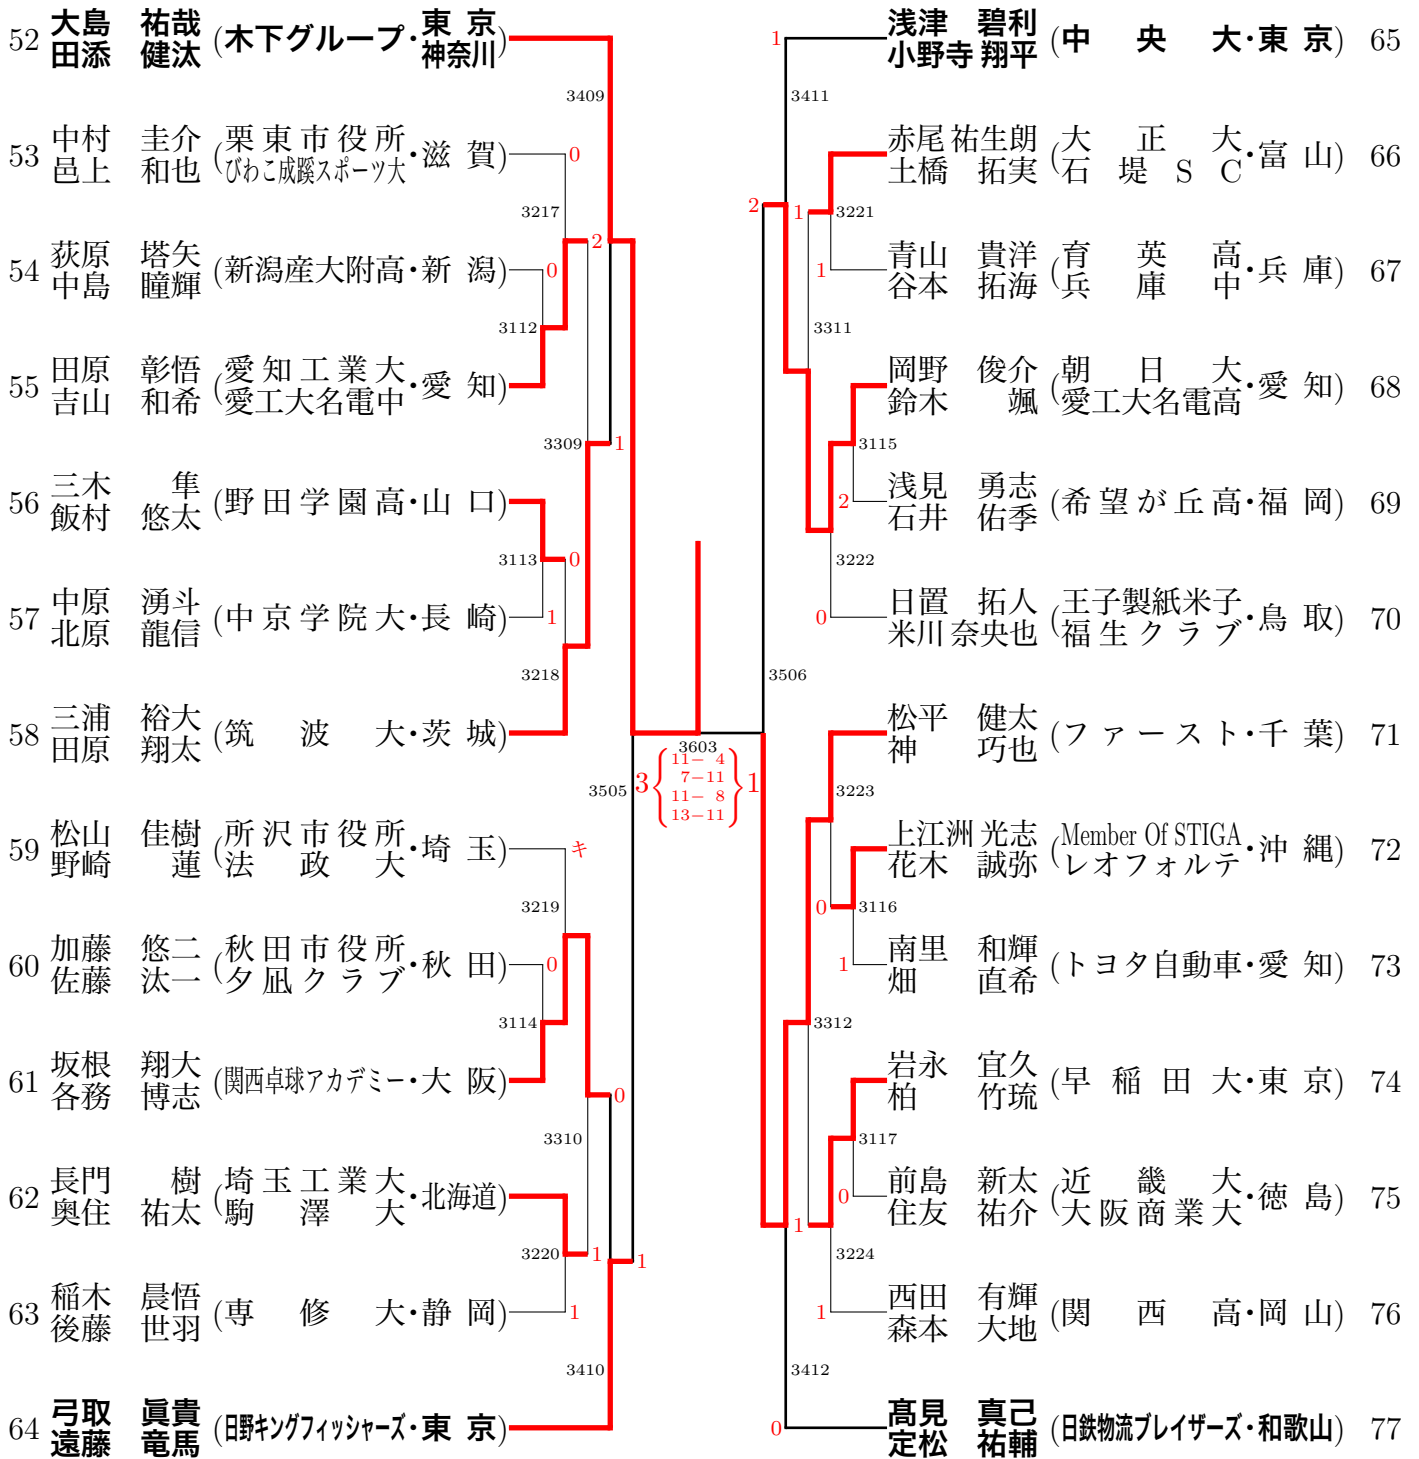 52 大島 祐哉 田添 健汰 (木下グループ・東京 神奈川)
53 中村 圭介 邑上 和也 (栗東市役所 びわこ成蹊スポーツ大・滋賀)
54 荻原 塔矢 中島 瞳輝 (新潟産大附高・新潟)
55 田原 彰悟 吉山 和希 (愛知工業大 愛工大名電中・愛知)
56 三木 隼 飯村 悠太 (野田学園高・山口)
57 中原 湧斗 北原 龍信 (中京学院大・長崎)
58 三浦 裕大 田原 翔太 (筑波大・茨城)
59 松山 佳樹 野崎 蓮 (所沢市役所 法政大・埼玉)
60 加藤 悠二 佐藤 汰一 (秋田市役所 夕凪クラブ・秋田)
61 坂根 翔大 各務 博志 (関西卓球アカデミー・大阪)
62 長門 樹 奥住 祐太 (埼玉工業大 駒澤大・北海道)
63 稲木 晨悟 後藤 世羽 (専修大・静岡)
64 弓取 眞貴 遠藤 竜馬 (日野キングフィッシャーズ・東京)
3409
0
3217
2
0
3112
3309
1
3113
0
1
3218
3505
キ
3219
0
3114
0
3310
3220
1
1
1
3410
3603
3
11– 4
7–11
11– 8
13–11
1
1
3411
2
1
3221
1
3311
3115
2
3222
0
3506
3223
0
3116
1
3312
3117
0
1
3224
1
3412
0
浅津 碧利 小野寺 翔平 (中央大・東京) 65
赤尾 祐生朗 土橋 拓実 (大正大 石堤SC・富山) 66
青山 貴洋 谷本 拓海 (育英高 兵庫中・兵庫) 67
岡野 俊介 鈴木 颯 (朝日大 愛工大名電高・愛知) 68
浅見 勇志 石井 佑季 (希望が丘高・福岡) 69
日置 拓人 米川 奈央也 (王子製紙米子 福生クラブ・鳥取) 70
松平 健太 神 巧也 (ファースト・千葉) 71
上江洲 光志 花木 誠弥 (Member Of STIGA レオフォルテ・沖縄) 72
南里 和輝 畑 直希 (トヨタ自動車・愛知) 73
岩永 宜久 柏 竹琉 (早稲田大・東京) 74
前島 新太 住友 祐介 (近畿大 大阪商業大・徳島) 75
西田 有輝 森本 大地 (関西高・岡山) 76
髙見 真己 定松 祐輔 (日鉄物流ブレイザーズ・和歌山) 77